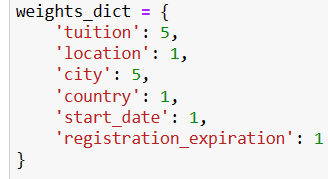 weights_dict = {
    'tuition': 5,
    'location': 1,
    'city': 5,
    'country': 1,
    'start_date': 1,
    'registration_expiration': 1
}